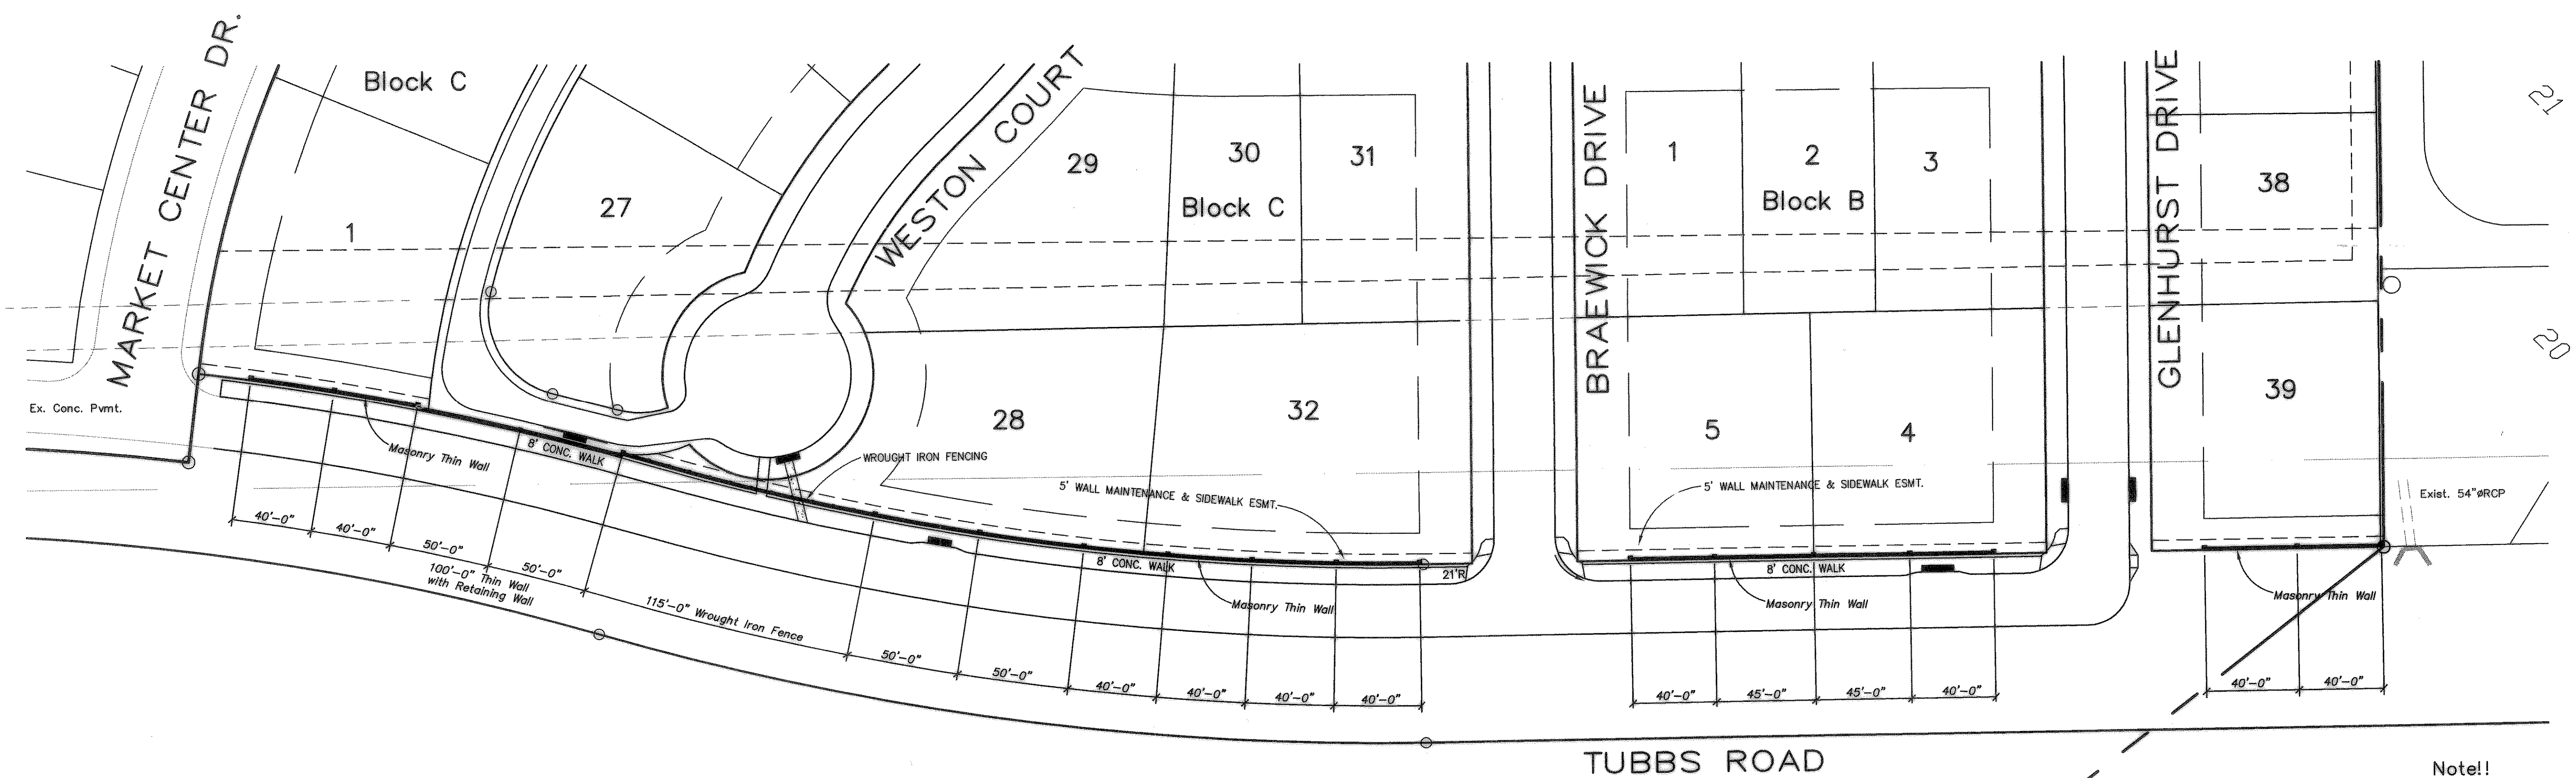 MARKET CENTER DR.
Block C
1
27
WESTON COURT
29
30
31
Block C
28
32
BRAEWICK DRIVE
1
2
3
Block B
5
4
GLENHURST DRIVE
38
39
21
20
Ex. Conc. Pvmt.
Masonry Thin Wall
8' CONC. WALK
WROUGHT IRON FENCING
5' WALL MAINTENANCE & SIDEWALK ESMT.
5' WALL MAINTENANCE & SIDEWALK ESMT.
Exist. 54"øRCP
8' CONC. WALK
21'R
Masonry Thin Wall
8' CONC. WALK
Masonry Thin Wall
Masonry Thin Wall
40'-0"
40'-0"
50'-0"
50'-0"
100'-0" Thin Wall
with Retaining Wall
115'-0" Wrought Iron Fence
50'-0"
50'-0"
40'-0"
40'-0"
40'-0"
40'-0"
40'-0"
45'-0"
45'-0"
40'-0"
40'-0"
40'-0"
TUBBS ROAD
Note!!